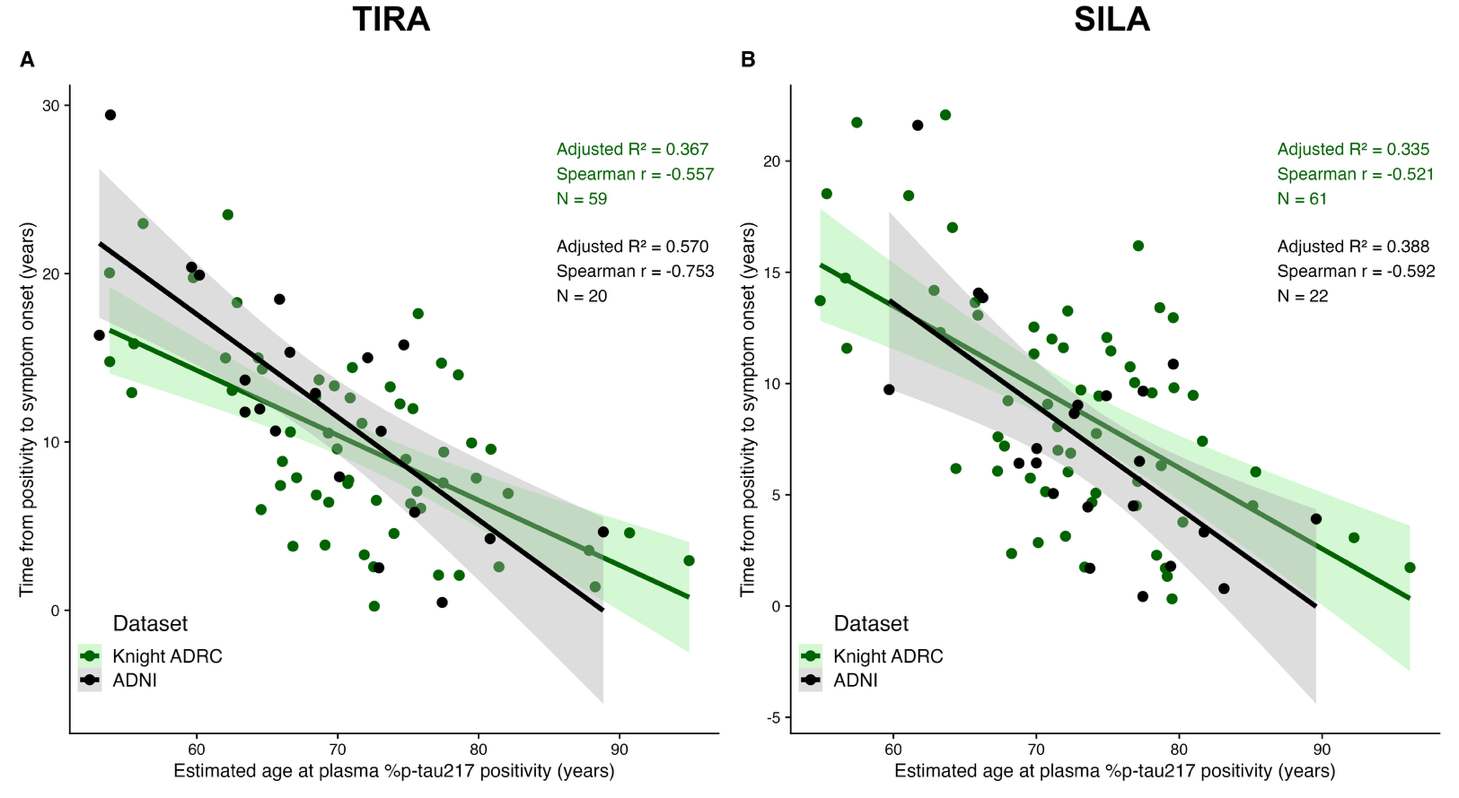 TIRA
SILA
A
Time from positivity to symptom onset (years)
30
20
10
0
Adjusted R² = 0.367
Spearman r = -0.557
N = 59
Adjusted R² = 0.570
Spearman r = -0.753
N = 20
Dataset
Knight ADRC
ADNI
60
70
80
90
Estimated age at plasma %p-tau217 positivity (years)
B
Time from positivity to symptom onset (years)
20
15
10
5
0
-5
Adjusted R² = 0.335
Spearman r = -0.521
N = 61
Adjusted R² = 0.388
Spearman r = -0.592
N = 22
Dataset
Knight ADRC
ADNI
60
70
80
90
Estimated age at plasma %p-tau217 positivity (years)